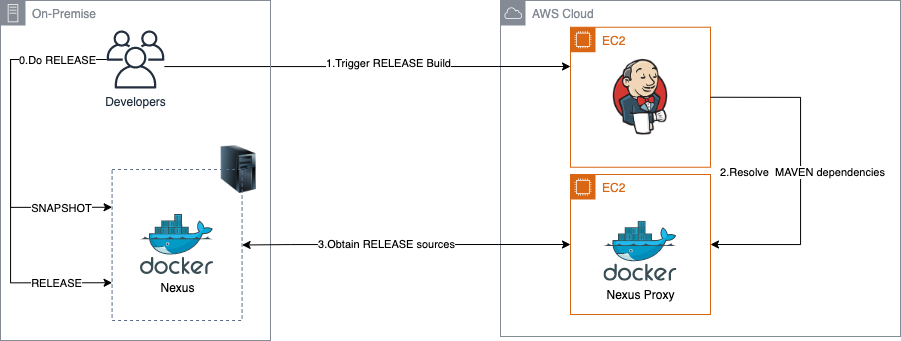 On-Premise
AWS Cloud
0.Do RELEASE
Developers
1.Trigger RELEASE Build
EC2
2.Resolve MAVEN dependencies
EC2
SNAPSHOT
docker
Nexus
3.Obtain RELEASE sources
docker
Nexus Proxy
RELEASE